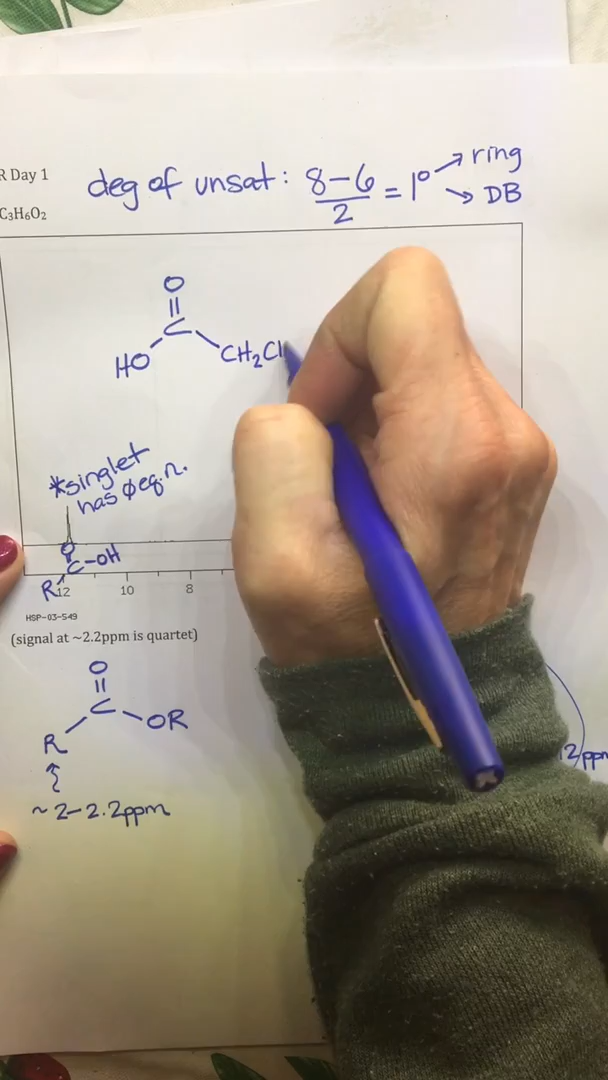 R Day 1
deg of unsat: 8-6/2 = 1° → ring
→ DB
C₃H₆O₂
O
C
HO
CH₂Cl
*singlet
has ∅ eq. n.
O
C-OH
R
12 10 8
HSP-03-549
(signal at ~2.2ppm is quartet)
O
C
OR
R
~2-2.2ppm